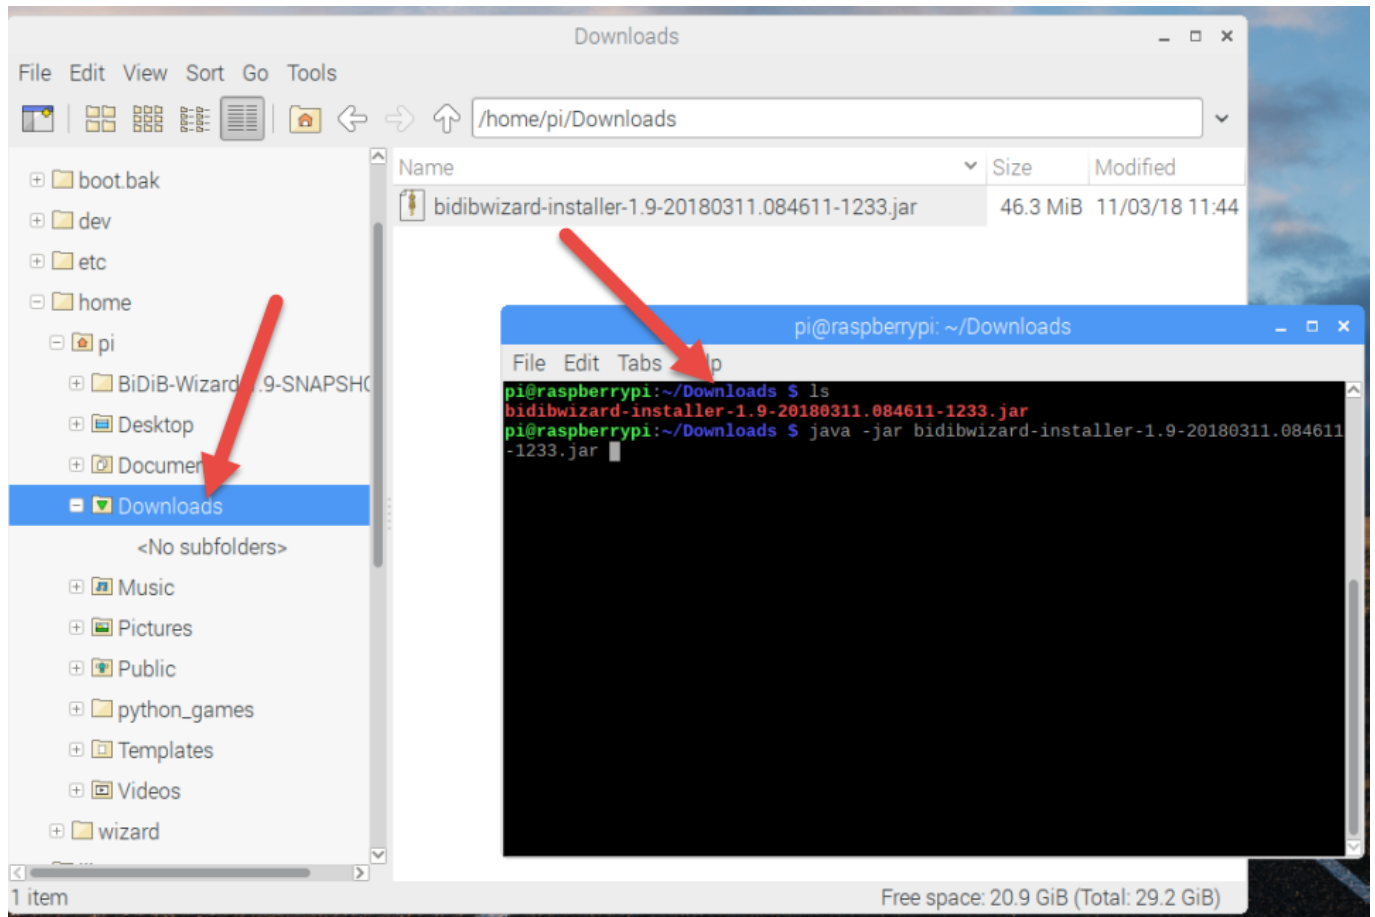 Downloads
File Edit View Sort Go Tools
/home/pi/Downloads
boot.bak
dev
etc
home
pi
BiDiB-Wizard
.9-SNAPSH
Desktop
Downloads
<No subfolders>
Music
Pictures
Public
python_games
Templates
Videos
wizard
Name Size Modified
bidibwizard-installer-1.9-20180311.084611-1233.jar 46.3 MiB 11/03/18 11:44
pi@raspberrypi: ~/Downloads
File Edit Tabs
pi@raspberrypi:~/Downloads $ ls
bidibwizard-installer-1.9-20180311.084611-1233.jar
pi@raspberrypi:~/Downloads $ java -jar bidibwizard-installer-1.9-20180311.084611
-1233.jar
1 item
Free space: 20.9 GiB (Total: 29.2 GiB)